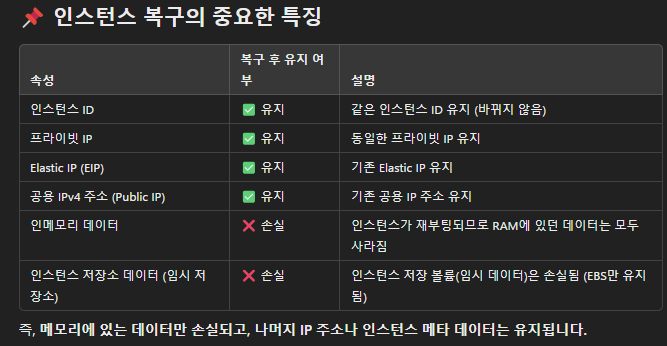 📌 인스턴스 복구의 중요한 특징
속성 복구 후 유지 여부 설명
인스턴스 ID ✅ 유지 같은 인스턴스 ID 유지 (바뀌지 않음)
프라이빗 IP ✅ 유지 동일한 프라이빗 IP 유지
Elastic IP (EIP) ✅ 유지 기존 Elastic IP 유지
공용 IPv4 주소 (Public IP) ✅ 유지 기존 공용 IP 주소 유지
인메모리 데이터 ❌ 손실 인스턴스가 재부팅되므로 RAM에 있던 데이터는 모두
사라짐
인스턴스 저장소 데이터 (임시 저 ❌ 손실 인스턴스 저장 볼륨(임시 데이터)은 손실됨 (EBS만 유지
장소) 됨)
즉, 메모리에 있는 데이터만 손실되고, 나머지 IP 주소나 인스턴스 메타 데이터는 유지됩니다.